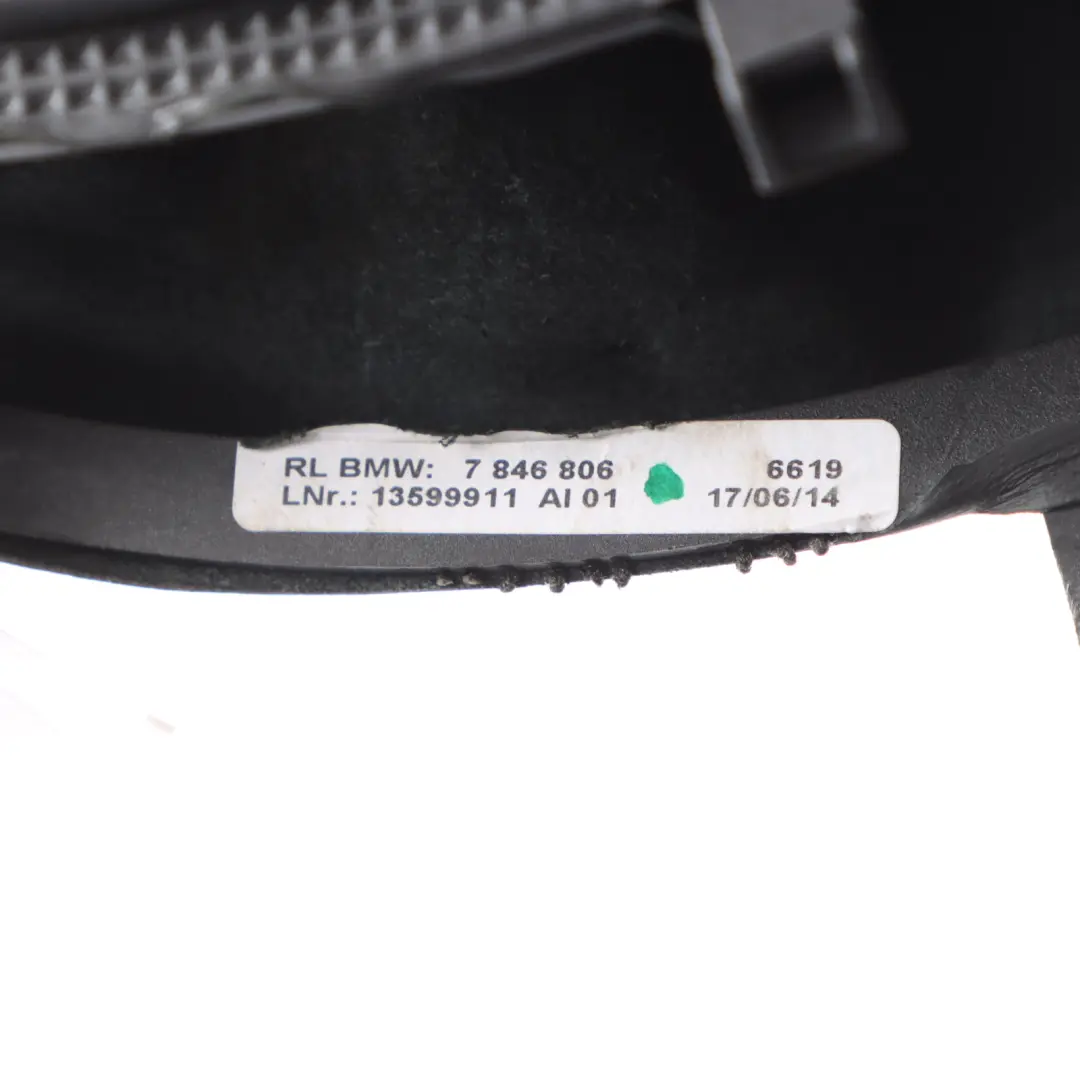 RL BMW: 7 846 806 6619
LNr.: 13599911 AI 01 17/06/14